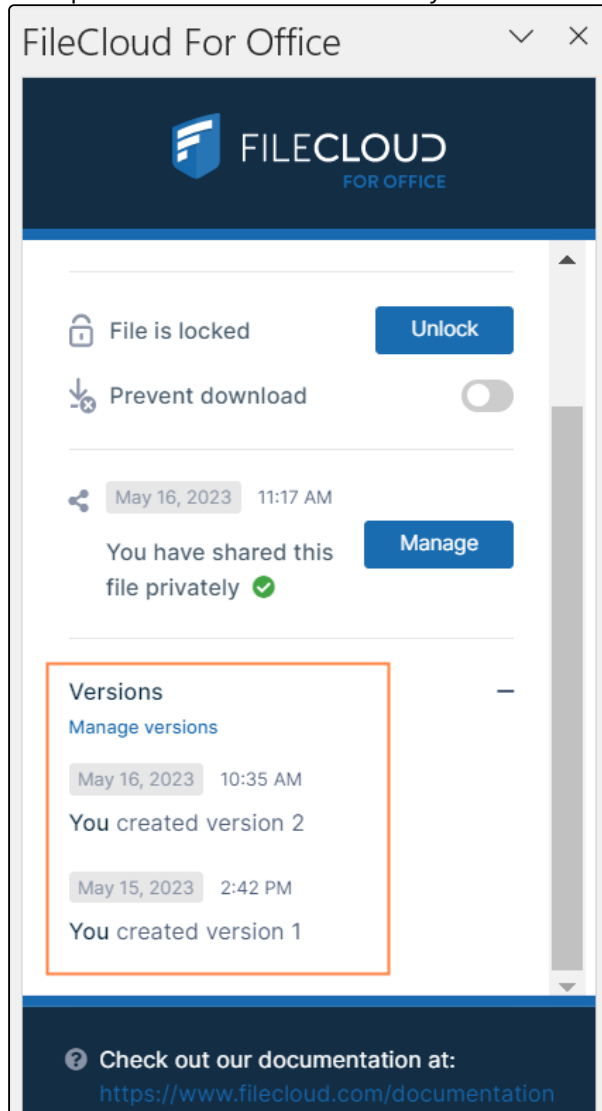 FileCloud For Office
FILECLOUD
FOR OFFICE
File is locked
Unlock
Prevent download
May 16, 2023 11:17 AM
You have shared this
file privately
Manage
Versions
Manage versions
May 16, 2023 10:35 AM
You created version 2
May 15, 2023 2:42 PM
You created version 1
Check out our documentation at:
https://www.filecloud.com/documentation